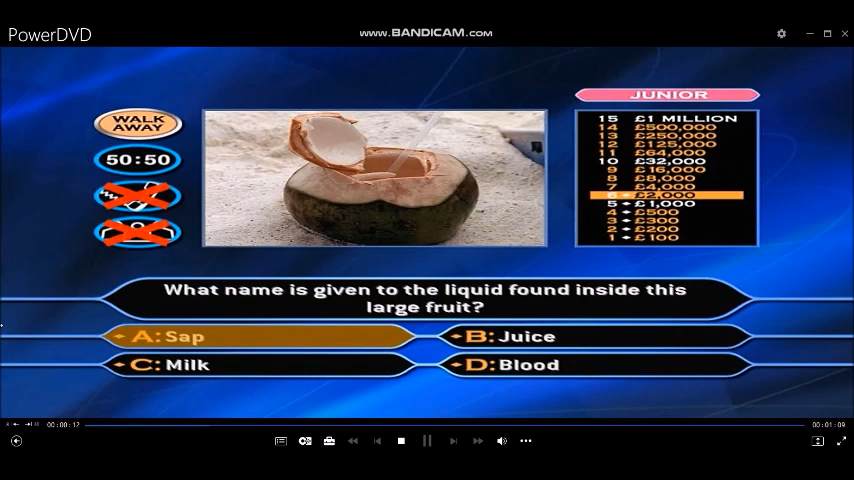 PowerDVD
www.BANDICAM.com
JUNIOR
WALK
AWAY
50:50
15 £1 MILLION
14 £500,000
13 £250,000
12 £125,000
11 £64,000
10 £32,000
9 £16,000
8 £8,000
7 £4,000
6 £2,000
5 £1,000
4 £500
3 £300
2 £200
1 £100
What name is given to the liquid found inside this
large fruit?
A: Sap
B: Juice
C: Milk
D: Blood
00:00:12
00:01:09